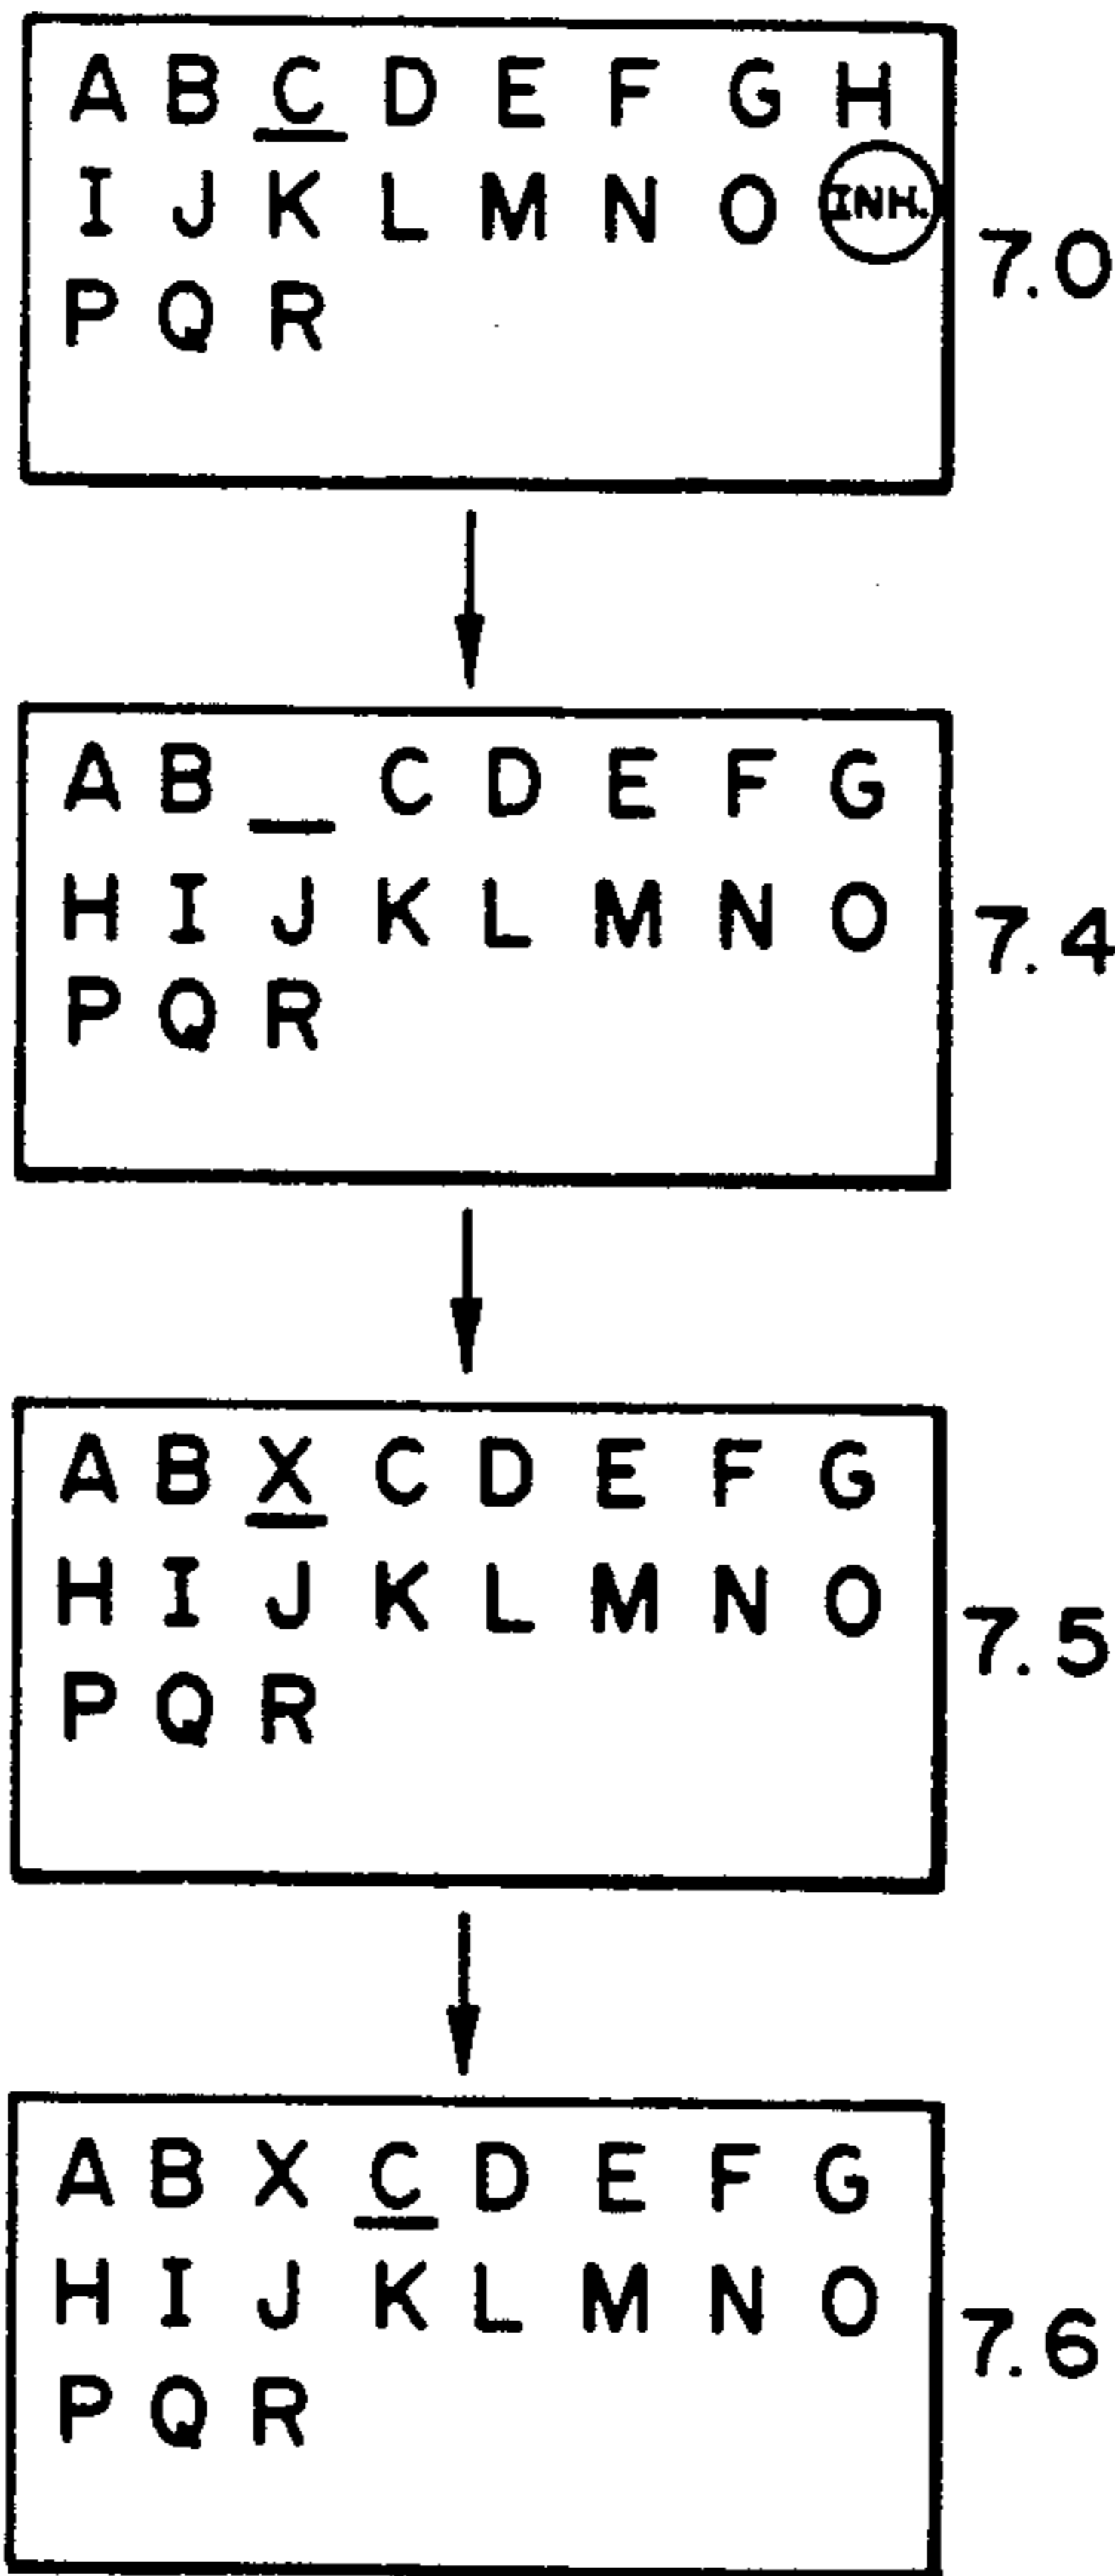 A B C D E F G H
I J K L M N O INH.
P Q R
7.0
A B _ C D E F G
H I J K L M N O
P Q R
7.4
A B X C D E F G
H I J K L M N O
P Q R
7.5
A B X C D E F G
H I J K L M N O
P Q R
7.6